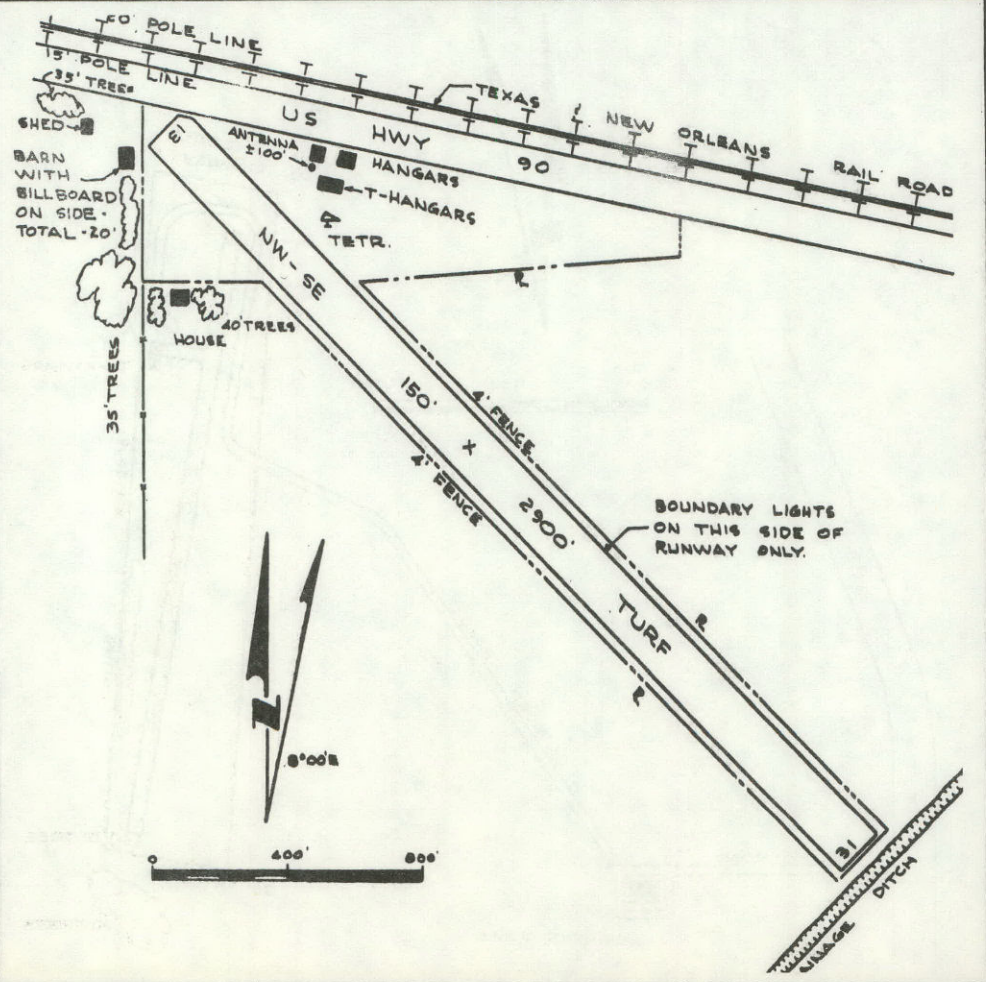 60' POLE LINE
15' POLE LINE
35' TREES
SHED
TEXAS & NEW ORLEANS RAIL ROAD
US HWY 90
13
ANTENNA
±100'
HANGARS
T-HANGARS
TETR.
BARN
WITH
BILLBOARD
ON SIDE-
TOTAL-20'
NW-SE
R
40' TREES
HOUSE
35' TREES
150' X 2900' TURF
4' FENCE
4' FENCE
BOUNDARY LIGHTS
ON THIS SIDE OF
RUNWAY ONLY.
R
R
N
8°00'E
0 400' 800'
31
DITCH